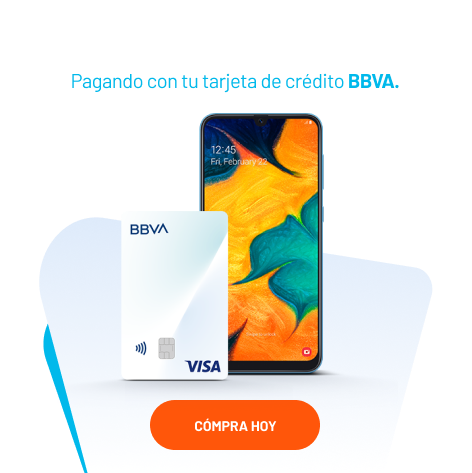 Pagando con tu tarjeta de crédito BBVA.
12:45
Fri, February 22
BBVA
VISA
CÓMPRA HOY